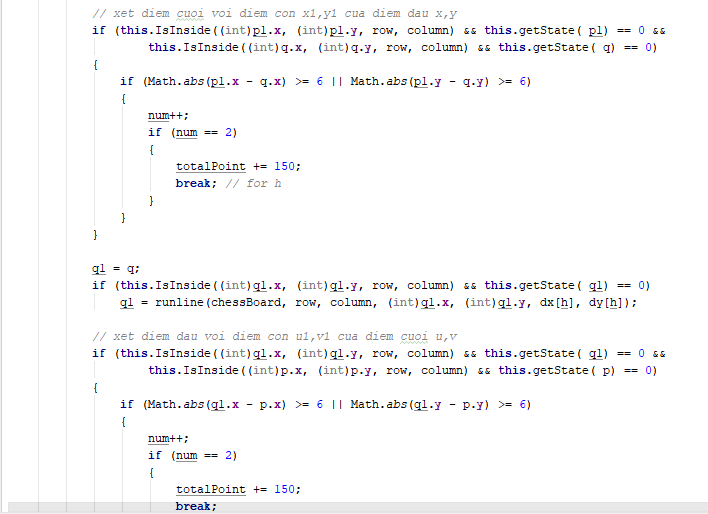 // xet diem cuoi voi diem con x1,y1 cua diem dau x,y
if (this.IsInside((int)p1.x, (int)p1.y, row, column) && this.getState( p1) == 0 &&
this.IsInside((int)q.x, (int)q.y, row, column) && this.getState( q) == 0)
{
if (Math.abs(p1.x - q.x) >= 6 || Math.abs(p1.y - q.y) >= 6)
{
num++;
if (num == 2)
{
totalPoint += 150;
break; // for h
}
}
}
q1 = q;
if (this.IsInside((int)q1.x, (int)q1.y, row, column) && this.getState( q1) == 0)
q1 = runline(chessBoard, row, column, (int)q1.x, (int)q1.y, dx[h], dy[h]);
// xet diem dau voi diem con u1,v1 cua diem cuoi u,v
if (this.IsInside((int)q1.x, (int)q1.y, row, column) && this.getState( q1) == 0 &&
this.IsInside((int)p.x, (int)p.y, row, column) && this.getState( p) == 0)
{
if (Math.abs(q1.x - p.x) >= 6 || Math.abs(q1.y - p.y) >= 6)
{
num++;
if (num == 2)
{
totalPoint += 150;
break;